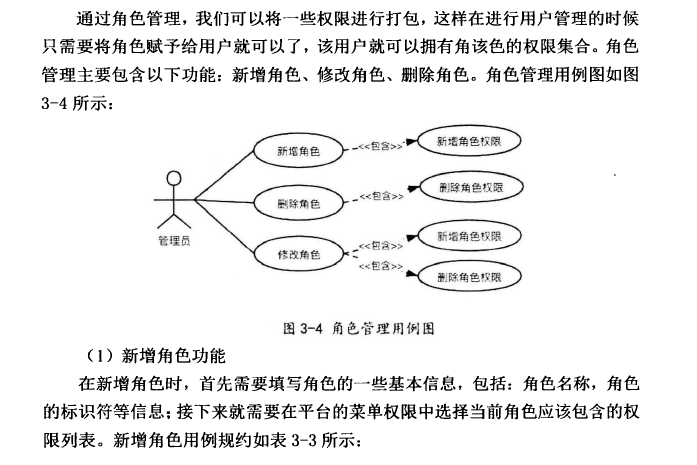 通过角色管理，我们可以将一些权限进行打包，这样在进行用户管理的时候
只需要将角色赋予给用户就可以了，该用户就可以拥有角该色的权限集合。角色
管理主要包含以下功能：新增角色、修改角色、删除角色。角色管理用例图如图
3-4 所示：
新增角色
<<包含>>
新增角色权限
删除角色
<<包含>>
删除角色权限
管理员
修改角色
<<包含>>
新增角色权限
<<包含>>
删除角色权限
图 3-4 角色管理用例图
（1）新增角色功能
在新增角色时，首先需要填写角色的一些基本信息，包括：角色名称，角色
的标识符等信息；接下来就需要在平台的菜单权限中选择当前角色应该包含的权
限列表。新增角色用例规约如表 3-3 所示：